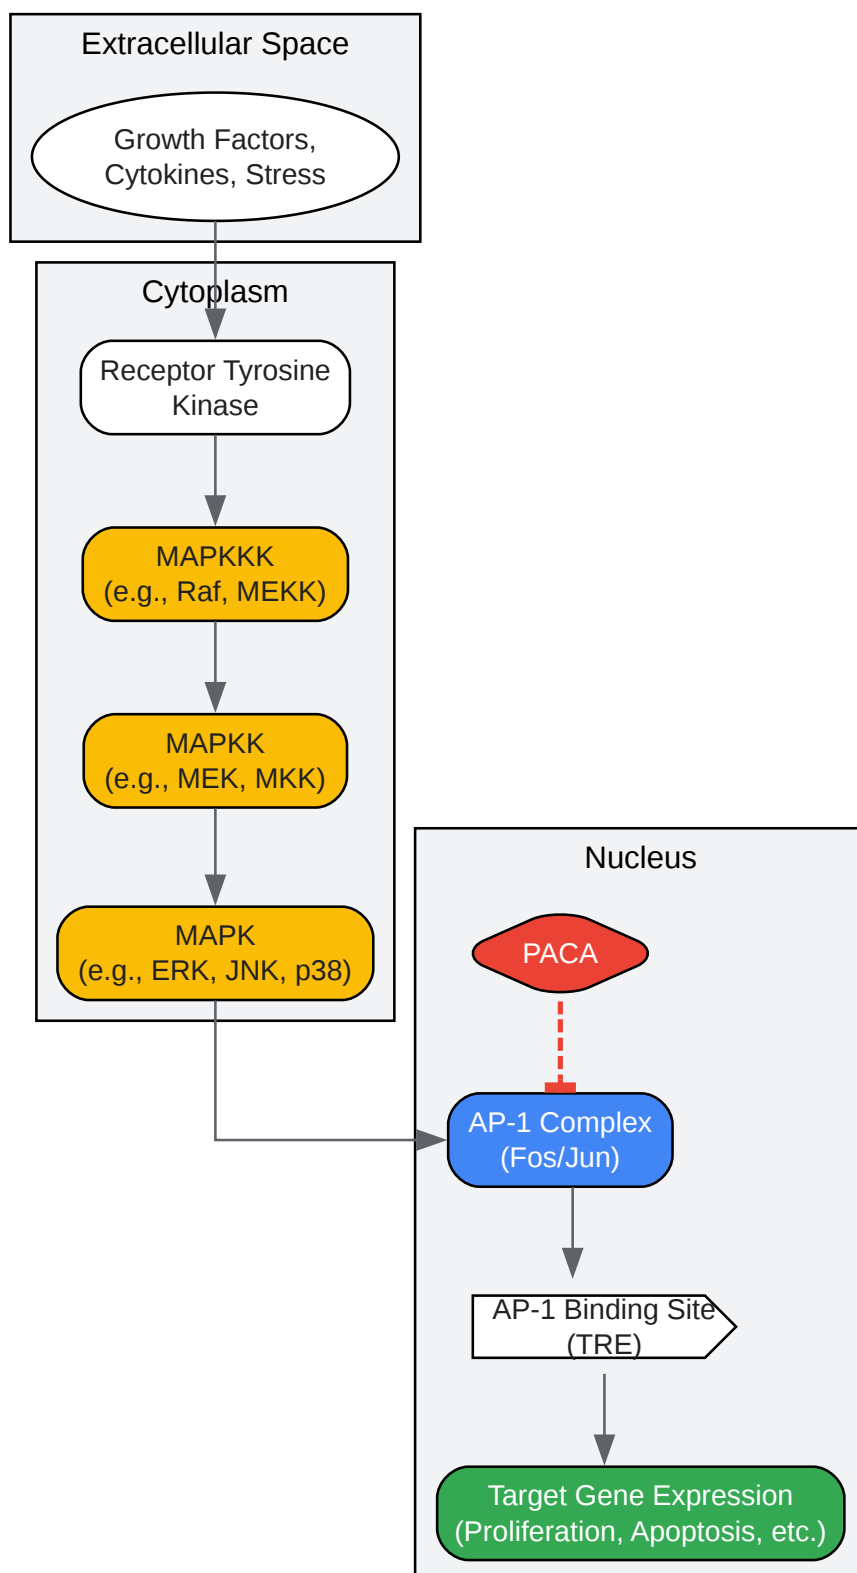 Extracellular Space
Growth Factors,
Cytokines, Stress
Cytoplasm
Receptor Tyrosine
Kinase
MAPKKK
(e.g., Raf, MEKK)
MAPKK
(e.g., MEK, MKK)
MAPK
(e.g., ERK, JNK, p38)
Nucleus
PACA
AP-1 Complex
(Fos/Jun)
AP-1 Binding Site
(TRE)
Target Gene Expression
(Proliferation, Apoptosis, etc.)